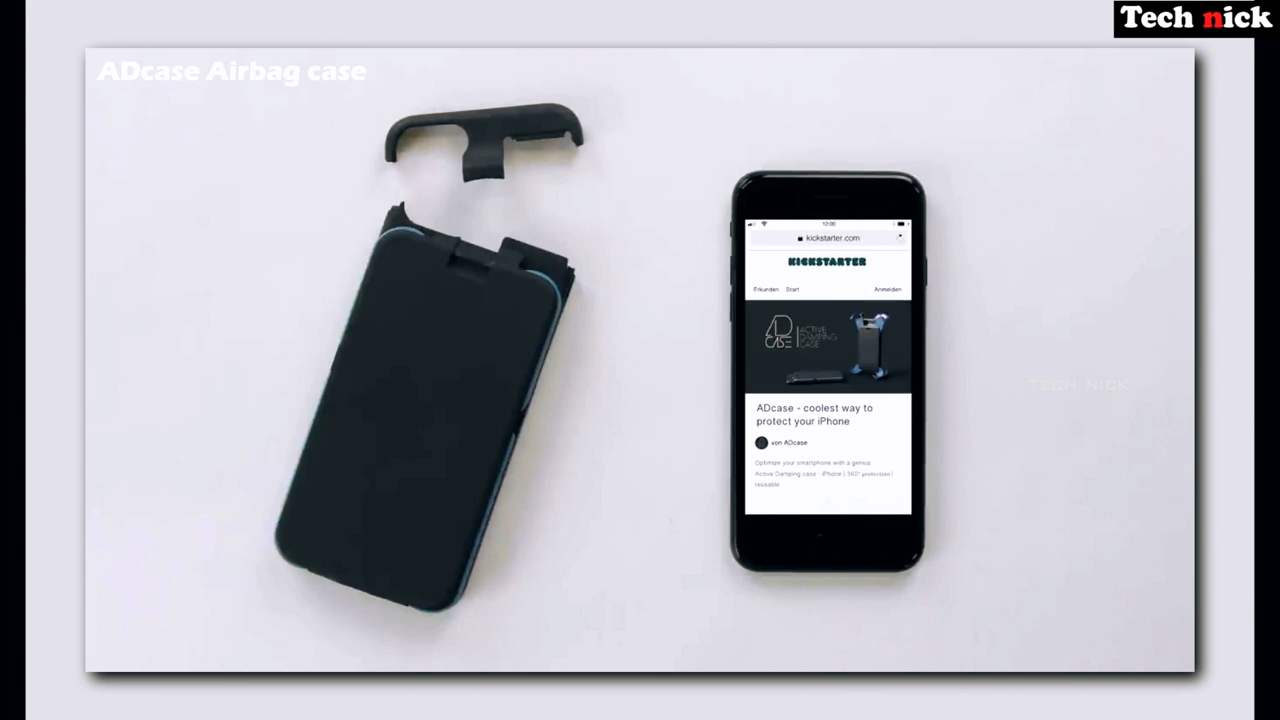 Tech nick
ADcase Airbag case
12:00
kickstarter.com
KICKSTARTER
Erkunden Start Anmelden
AD
CASE
ACTIVE
DAMPING
CASE
ADcase - coolest way to
protect your iPhone
von ADcase
Optimize your smartphone with a genius
Active Damping case - iPhone | 360° protection |
reusable
TECH NICK